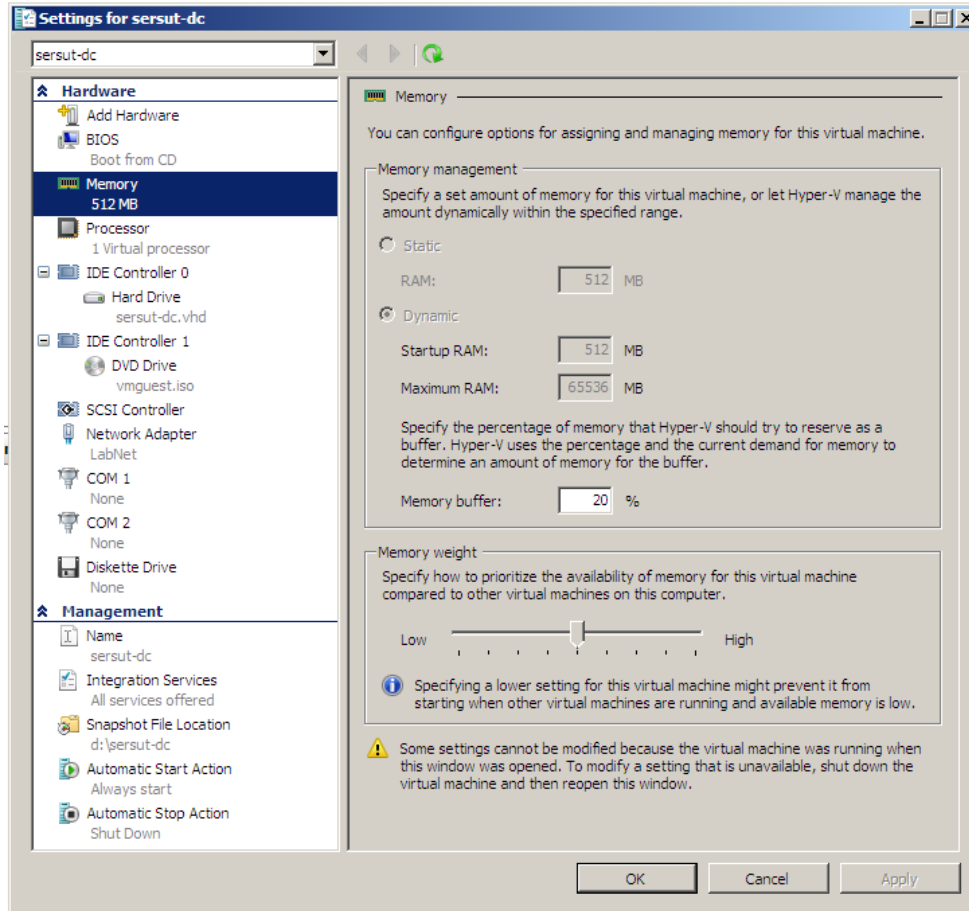 Settings for sersut-dc
sersut-dc
Hardware
Add Hardware
BIOS
Boot from CD
Memory
512 MB
Processor
1 Virtual processor
IDE Controller 0
Hard Drive
sersut-dc.vhd
IDE Controller 1
DVD Drive
vmguest.iso
SCSI Controller
Network Adapter
LabNet
COM 1
None
COM 2
None
Diskette Drive
None
Management
Name
sersut-dc
Integration Services
All services offered
Snapshot File Location
d:\sersut-dc
Automatic Start Action
Always start
Automatic Stop Action
Shut Down
Memory
You can configure options for assigning and managing memory for this virtual machine.
Memory management
Specify a set amount of memory for this virtual machine, or let Hyper-V manage the
amount dynamically within the specified range.
Static
RAM: 512 MB
Dynamic
Startup RAM: 512 MB
Maximum RAM: 65536 MB
Specify the percentage of memory that Hyper-V should try to reserve as a
buffer. Hyper-V uses the percentage and the current demand for memory to
determine an amount of memory for the buffer.
Memory buffer: 20 %
Memory weight
Specify how to prioritize the availability of memory for this virtual machine
compared to other virtual machines on this computer.
Low High
Specifying a lower setting for this virtual machine might prevent it from
starting when other virtual machines are running and available memory is low.
Some settings cannot be modified because the virtual machine was running when
this window was opened. To modify a setting that is unavailable, shut down the
virtual machine and then reopen this window.
OK Cancel Apply